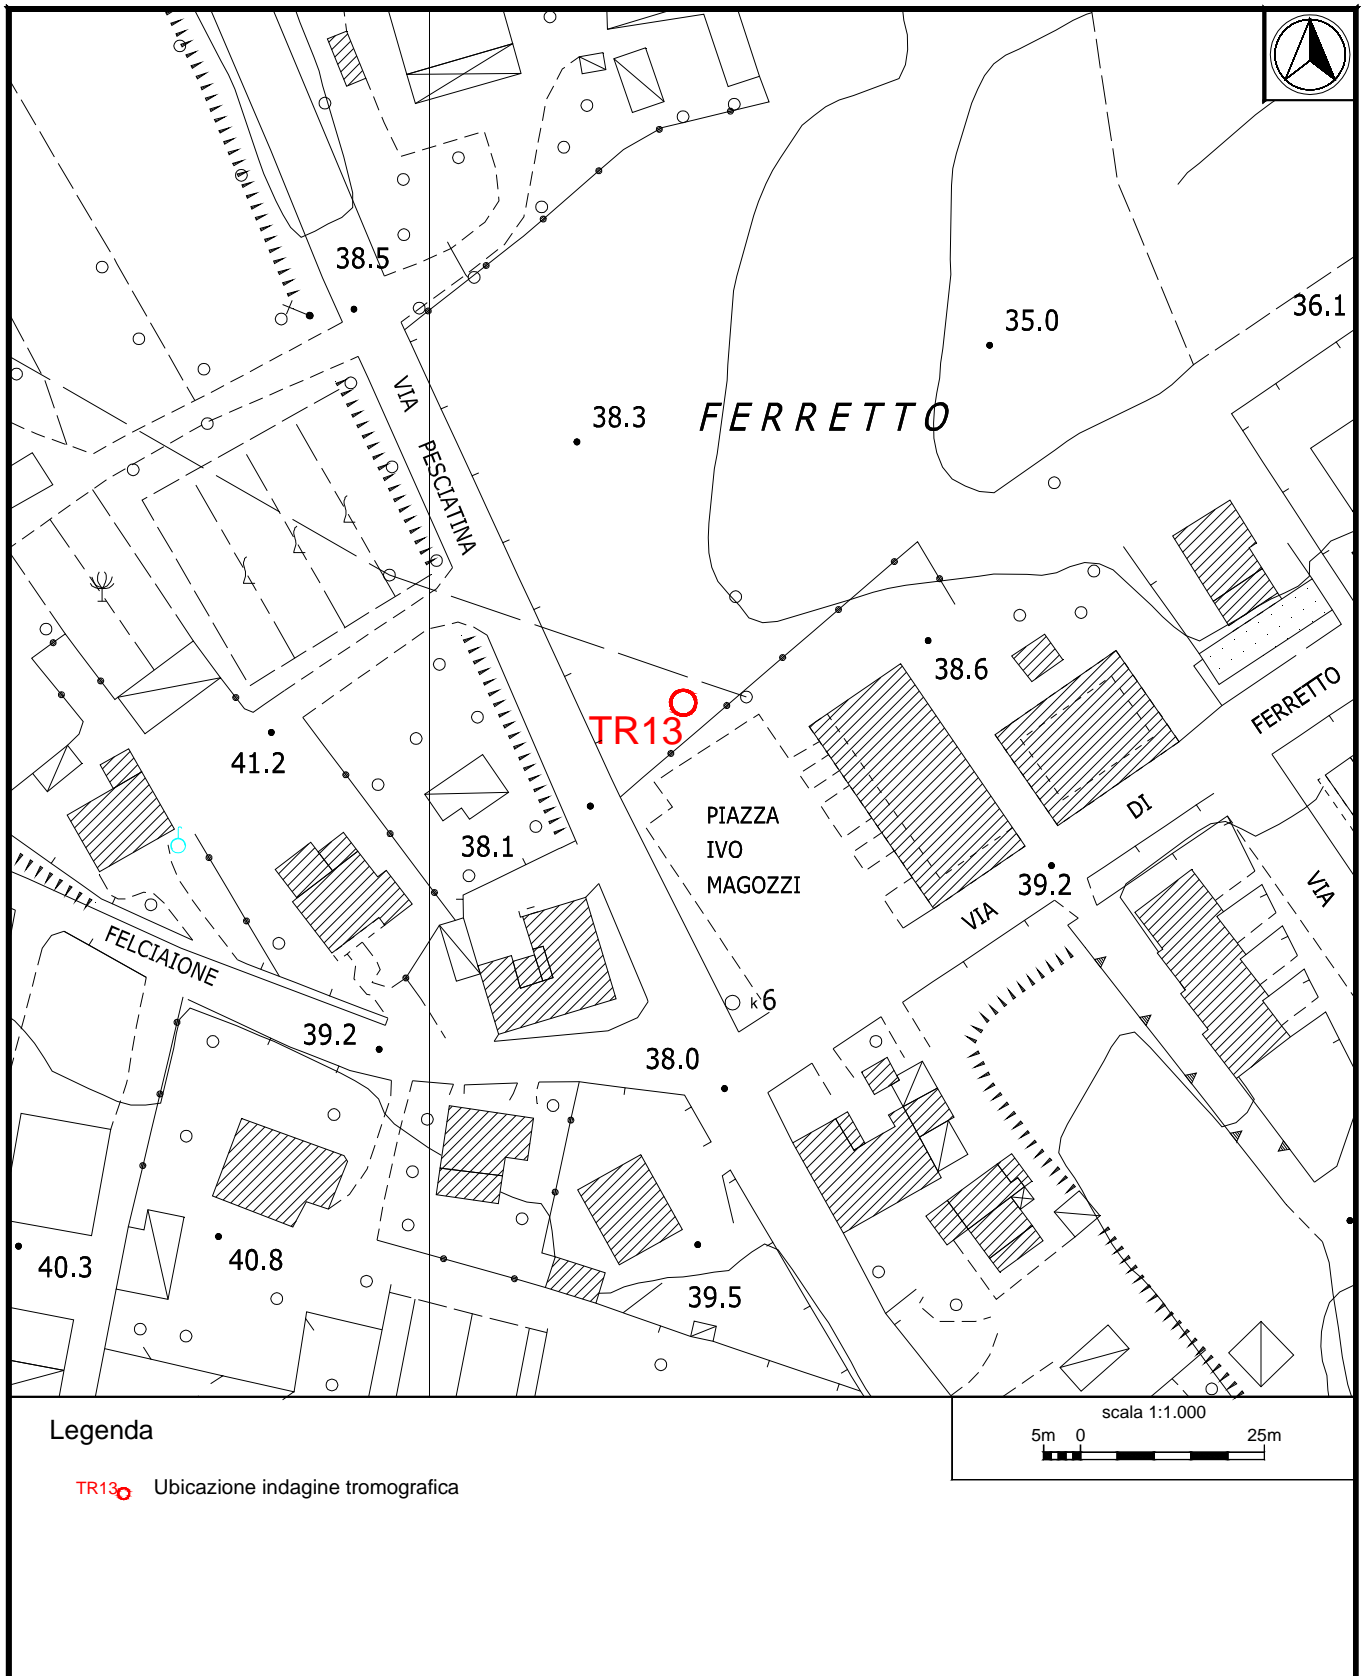 38.5
35.0
36.1
38.3
FERRETTO
VIA
PESCIATINA
38.6
FERRETTO
TR13
41.2
DI
PIAZZA
IVO
MAGOZZI
38.1
39.2
VIA
VIA
FELCIAIONE
k6
39.2
38.0
40.3
40.8
39.5
Legenda
scala 1:1.000
5m 0 25m
TR13 Ubicazione indagine tromografica